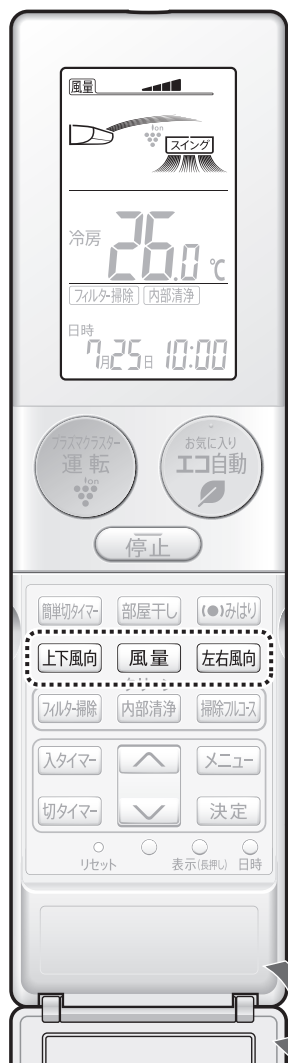 風量
ion
スイング
冷房 26.0 ℃
フィルター掃除 内部清浄
日時
7月25日 10:00
プラズマクラスター お気に入り
運転 エコ自動
ion
停止
簡単切タイマー 部屋干し (●)みはり
上下風向 風量 左右風向
フィルター掃除 内部清浄 掃除フルコース
入タイマー メニュー
切タイマー 決定
リセット 表示(長押し) 日時